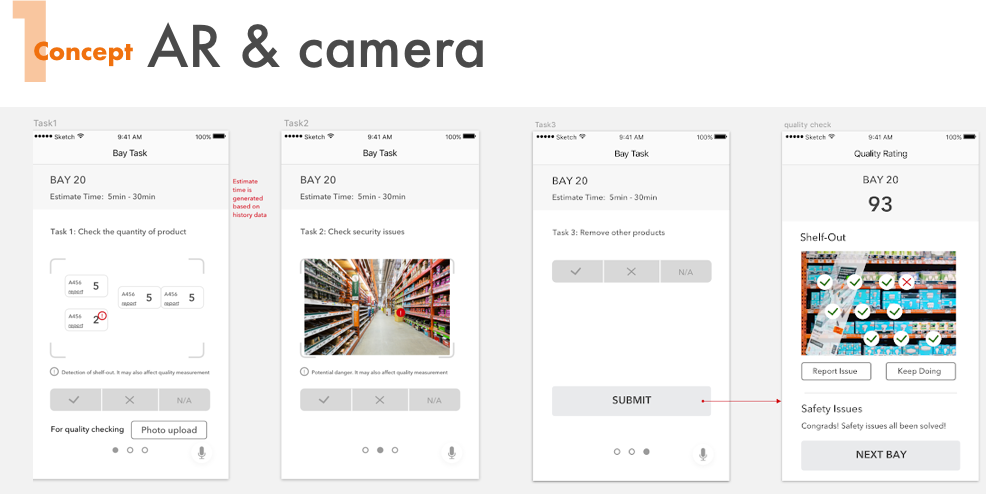 1
Concept AR & camera
Task1
Sketch 9:41 AM 100%
Bay Task
BAY 20
Estimate Time: 5min - 30min
Estimate
time is
generated
based on
history data
Task 1: Check the quantity of product
A456
report 5
A456
report 5
A456
report 5
A456
report 2
!
Detection of shelf-out. It may also affect quality measurement
N/A
For quality checking Photo upload
Task2
Sketch 9:41 AM 100%
Bay Task
BAY 20
Estimate Time: 5min - 30min
Task 2: Check security issues
Potential danger. It may also affect quality measurement
N/A
Task3
Sketch 9:41 AM 100%
Bay Task
BAY 20
Estimate Time: 5min - 30min
Task 3: Remove other products
N/A
SUBMIT
quality check
Sketch 9:41 AM 100%
Quality Rating
BAY 20
93
Shelf-Out
Report Issue Keep Doing
Safety Issues
Congrads! Safety issues all been solved!
NEXT BAY